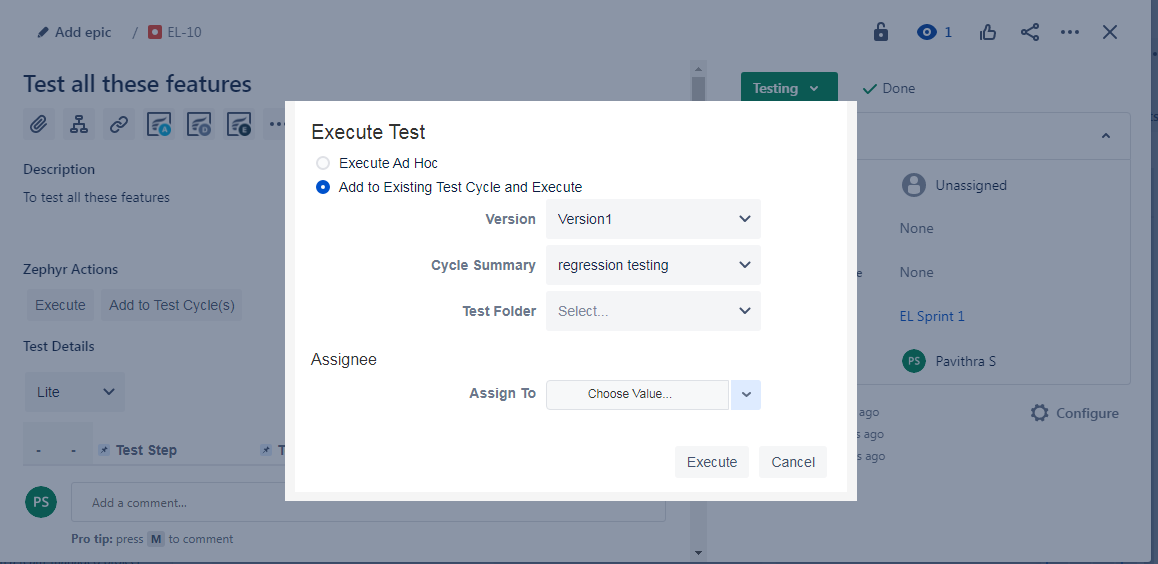 Add epic / EL-10
1
Test all these features
Testing
Done
A D E
Description
To test all these features
Zephyr Actions
Execute
Add to Test Cycle(s)
Test Details
Lite
- - Test Step
Add a comment...
PS
Pro tip: press M to comment
Execute Test
Execute Ad Hoc
Add to Existing Test Cycle and Execute
Version Version1
Cycle Summary regression testing
Test Folder Select...
Assignee
Assign To Choose Value...
Execute Cancel
Unassigned
None
None
EL Sprint 1
PS Pavithra S
ago
s ago
s ago
Configure